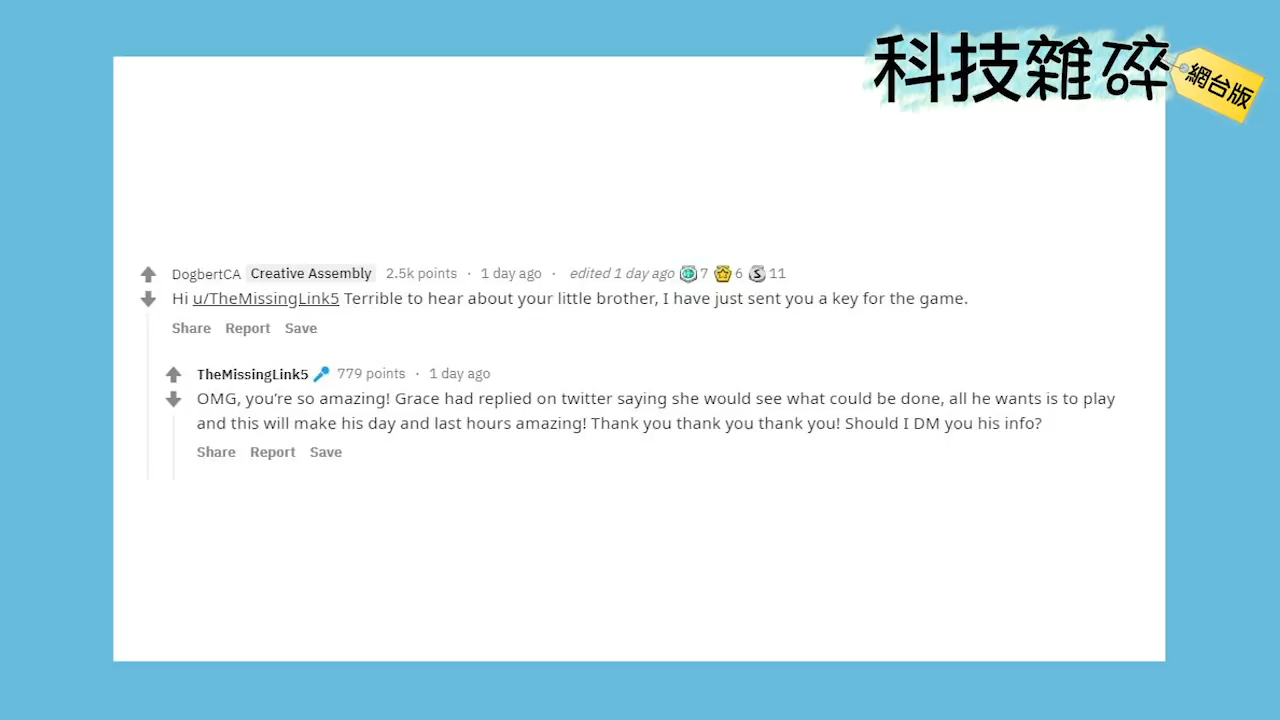 科技雜碎
網台版
DogbertCA Creative Assembly 2.5k points · 1 day ago · edited 1 day ago 7 6 S 11
Hi u/TheMissingLink5 Terrible to hear about your little brother, I have just sent you a key for the game.
Share Report Save
TheMissingLink5 779 points · 1 day ago
OMG, you're so amazing! Grace had replied on twitter saying she would see what could be done, all he wants is to play
and this will make his day and last hours amazing! Thank you thank you thank you! Should I DM you his info?
Share Report Save